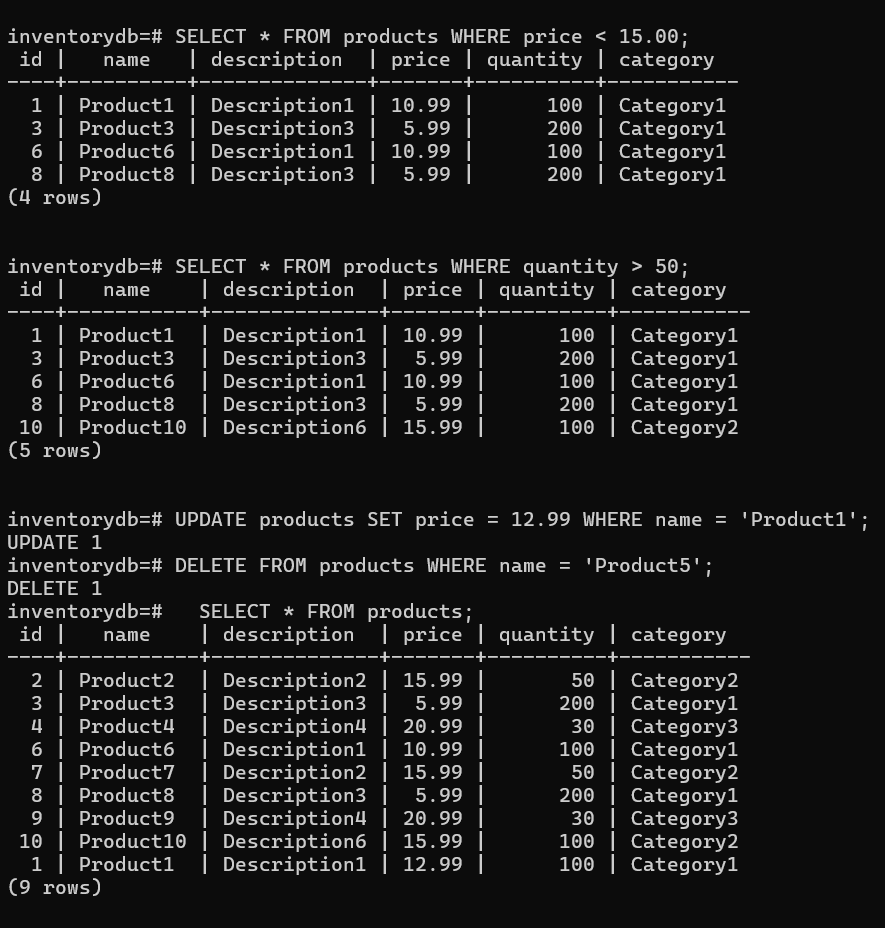 inventorydb=# SELECT * FROM products WHERE price < 15.00;
 id |   name   | description  | price | quantity | category
----+----------+--------------+-------+----------+-----------
  1 | Product1 | Description1 | 10.99 |      100 | Category1
  3 | Product3 | Description3 |  5.99 |      200 | Category1
  6 | Product6 | Description1 | 10.99 |      100 | Category1
  8 | Product8 | Description3 |  5.99 |      200 | Category1
(4 rows)
inventorydb=# SELECT * FROM products WHERE quantity > 50;
 id |   name    | description  | price | quantity | category
----+-----------+--------------+-------+----------+-----------
  1 | Product1  | Description1 | 10.99 |      100 | Category1
  3 | Product3  | Description3 |  5.99 |      200 | Category1
  6 | Product6  | Description1 | 10.99 |      100 | Category1
  8 | Product8  | Description3 |  5.99 |      200 | Category1
 10 | Product10 | Description6 | 15.99 |      100 | Category2
(5 rows)
inventorydb=# UPDATE products SET price = 12.99 WHERE name = 'Product1';
UPDATE 1
inventorydb=# DELETE FROM products WHERE name = 'Product5';
DELETE 1
inventorydb=#   SELECT * FROM products;
 id |   name    | description  | price | quantity | category
----+-----------+--------------+-------+----------+-----------
  2 | Product2  | Description2 | 15.99 |       50 | Category2
  3 | Product3  | Description3 |  5.99 |      200 | Category1
  4 | Product4  | Description4 | 20.99 |       30 | Category3
  6 | Product6  | Description1 | 10.99 |      100 | Category1
  7 | Product7  | Description2 | 15.99 |       50 | Category2
  8 | Product8  | Description3 |  5.99 |      200 | Category1
  9 | Product9  | Description4 | 20.99 |       30 | Category3
 10 | Product10 | Description6 | 15.99 |      100 | Category2
  1 | Product1  | Description1 | 12.99 |      100 | Category1
(9 rows)